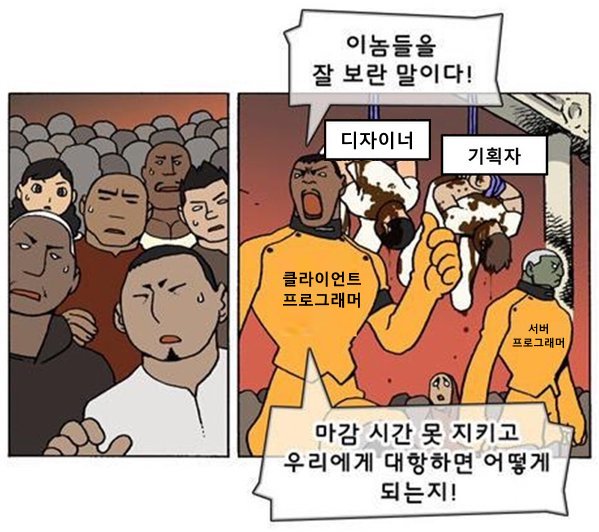 이놈들을
잘 보란 말이다!
디자이너
기획자
클라이언트
프로그래머
서버
프로그래머
마감 시간 못 지키고
우리에게 대항하면 어떻게
되는지!